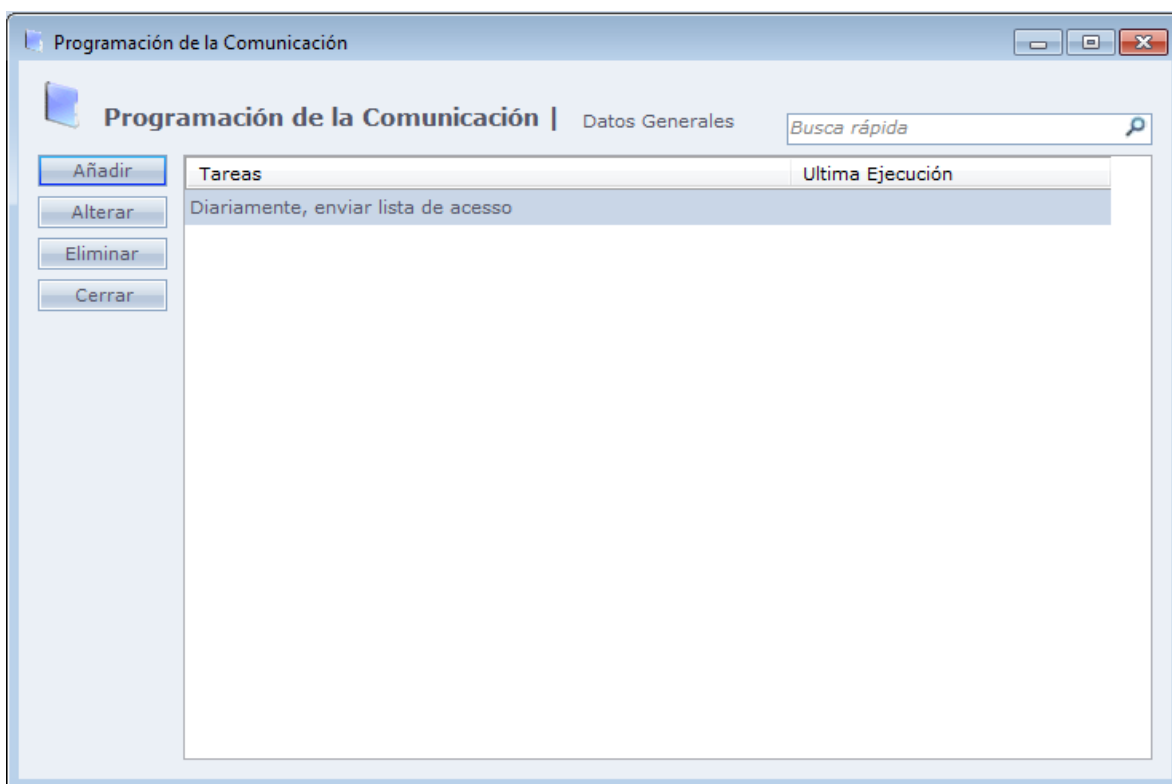 Programación de la Comunicación
Programación de la Comunicación | Datos Generales
Busca rápida
Añadir
Alterar
Eliminar
Cerrar
Tareas Ultima Ejecución
Diariamente, enviar lista de acesso